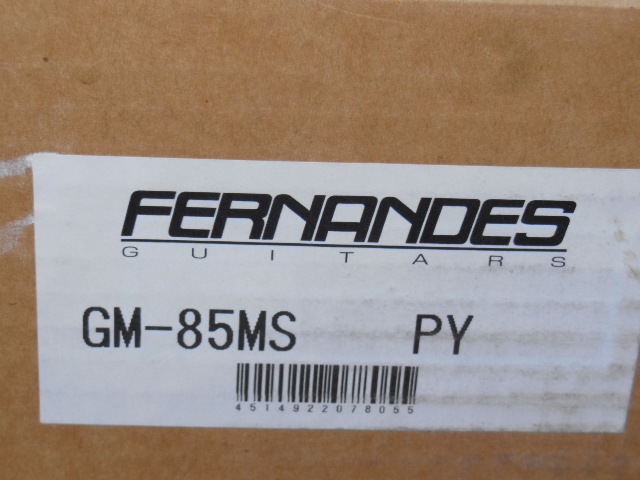 FERNANDES
GUITARS
GM-85MS PY
4514922078055